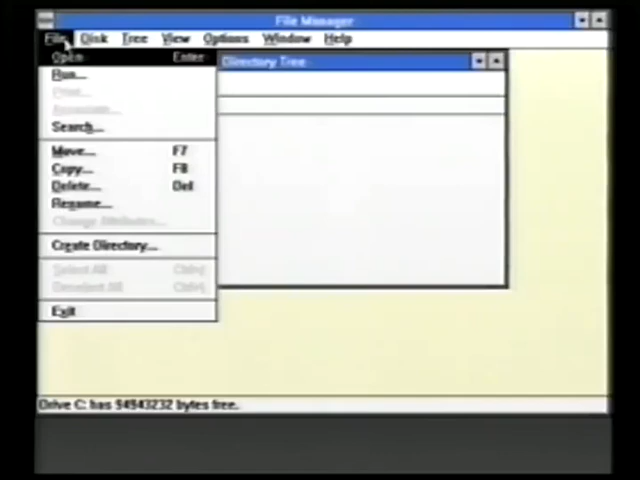 File Manager
File Disk Tree View Options Window Help
Open Enter
Directory Tree
Run...
Print...
Associate...
Search...
Move... F7
Copy... F8
Delete... Del
Rename...
Change Attributes...
Create Directory...
Select All Ctrl+/
Deselect All Ctrl+\
Exit
Drive C: has 94943232 bytes free.